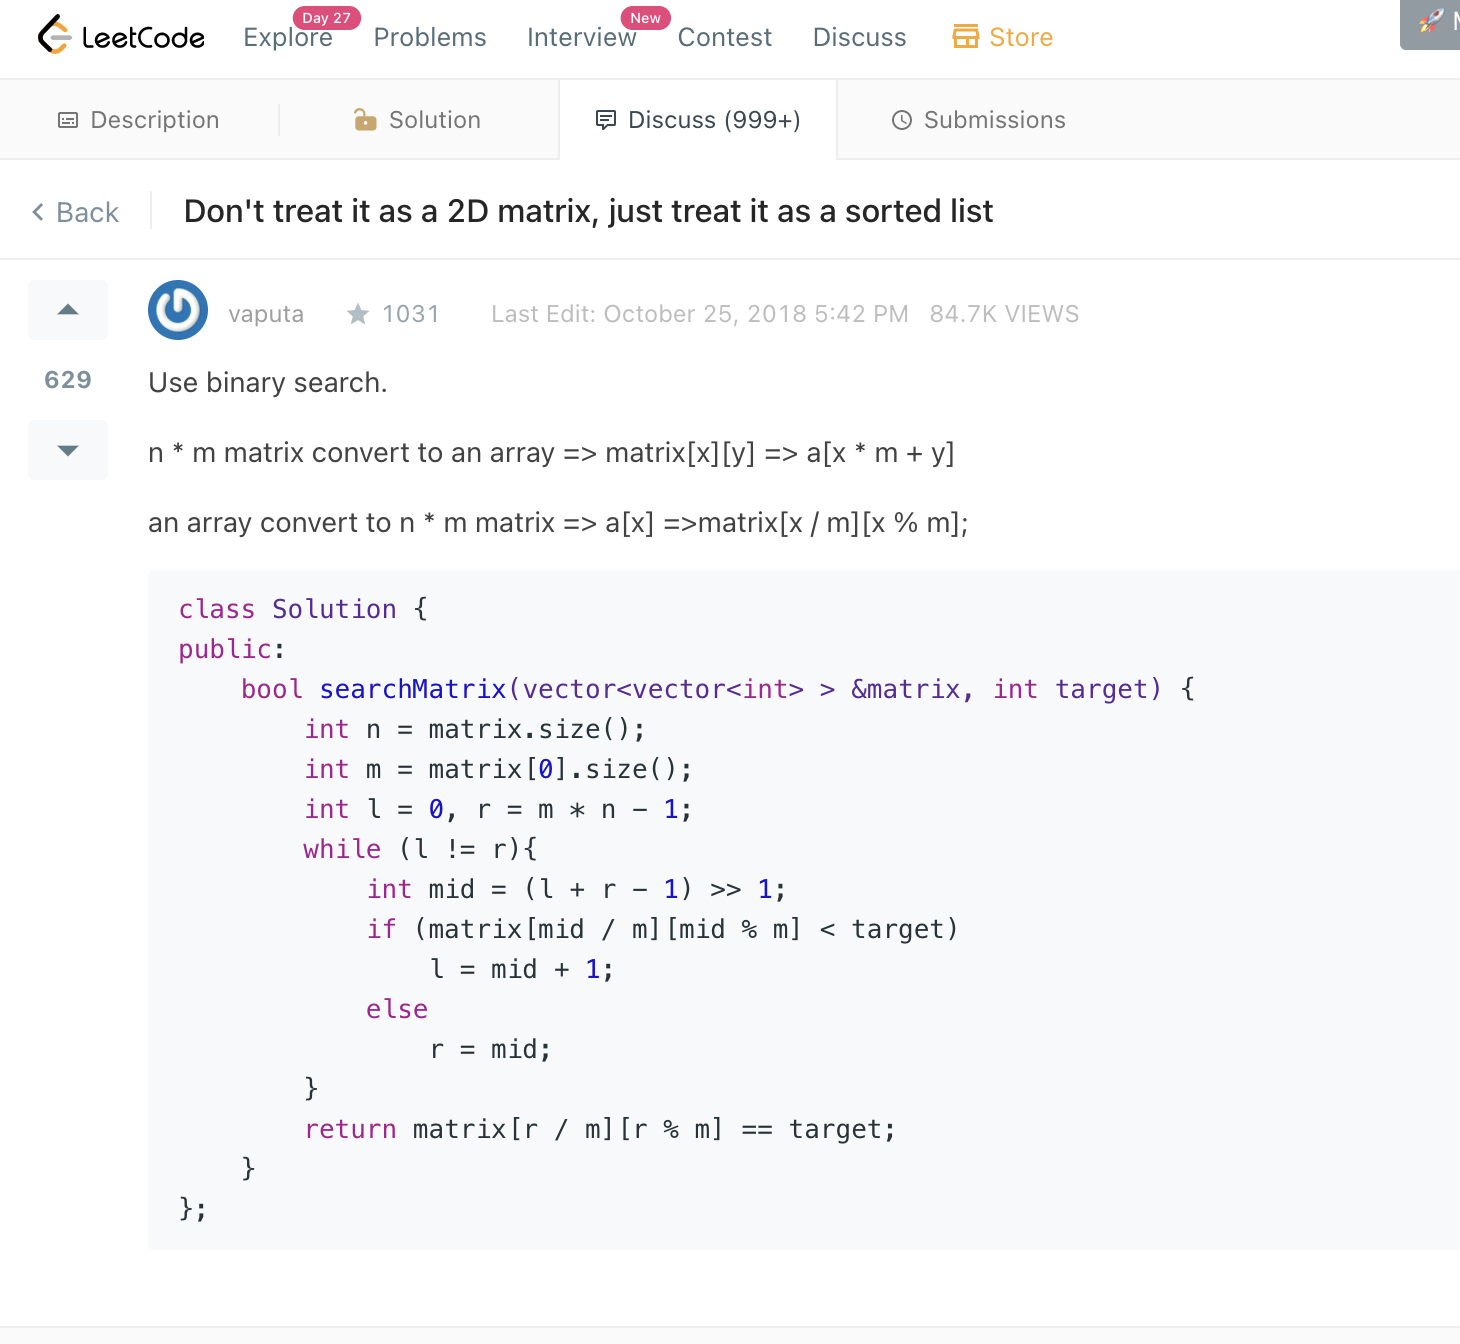 LeetCode Explore Day 27 Problems Interview New Contest Discuss Store
Description Solution Discuss (999+) Submissions
Back Don't treat it as a 2D matrix, just treat it as a sorted list
vaputa 1031 Last Edit: October 25, 2018 5:42 PM 84.7K VIEWS
629
Use binary search.
n * m matrix convert to an array => matrix[x][y] => a[x * m + y]
an array convert to n * m matrix => a[x] =>matrix[x / m][x % m];
class Solution {
public:
    bool searchMatrix(vector<vector<int> > &matrix, int target) {
        int n = matrix.size();
        int m = matrix[0].size();
        int l = 0, r = m * n - 1;
        while (l != r){
            int mid = (l + r - 1) >> 1;
            if (matrix[mid / m][mid % m] < target)
                l = mid + 1;
            else
                r = mid;
        }
        return matrix[r / m][r % m] == target;
    }
};